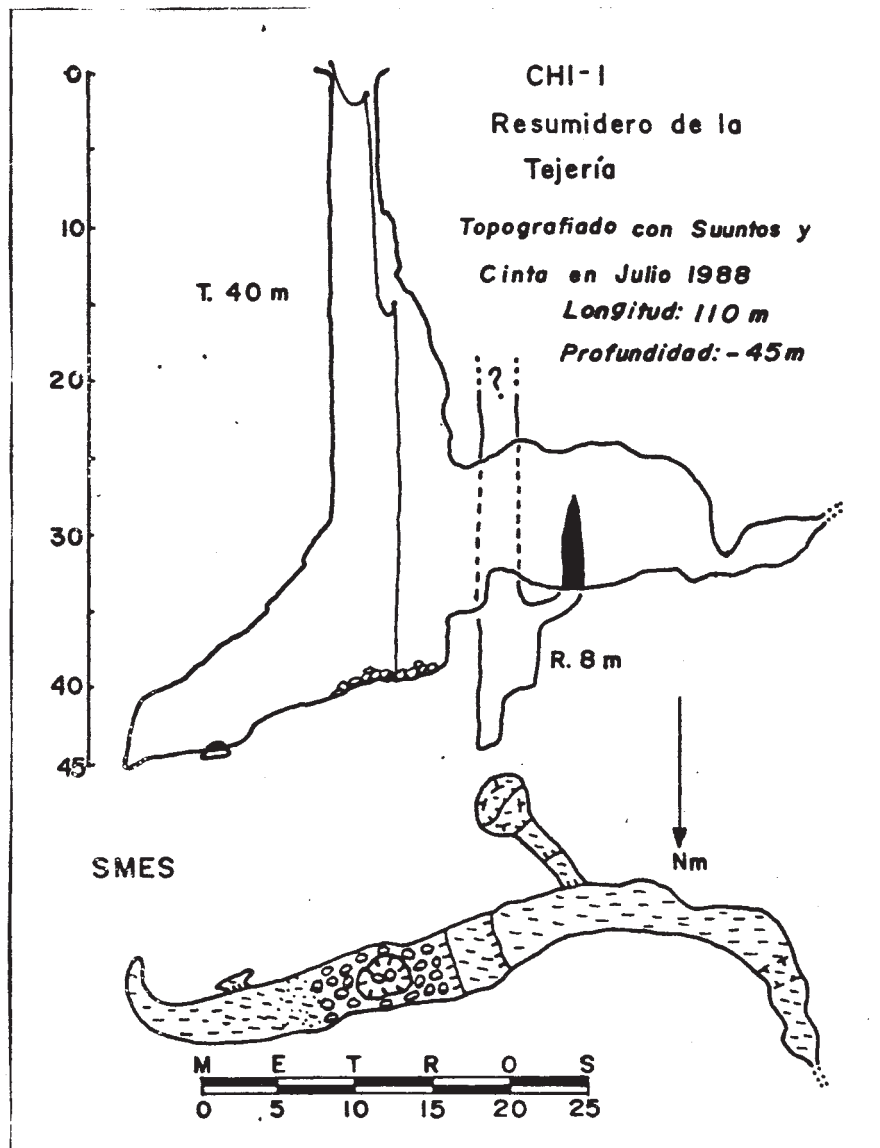 CHI-1
Resumidero de la
Tejería
Topografiado con Suuntos y
Cinta en Julio 1988
Longitud: 110 m
Profundidad: -45m
0
10
20
30
40
45
T. 40 m
?
R. 8 m
Nm
SMES
M E T R O S
0 5 10 15 20 25